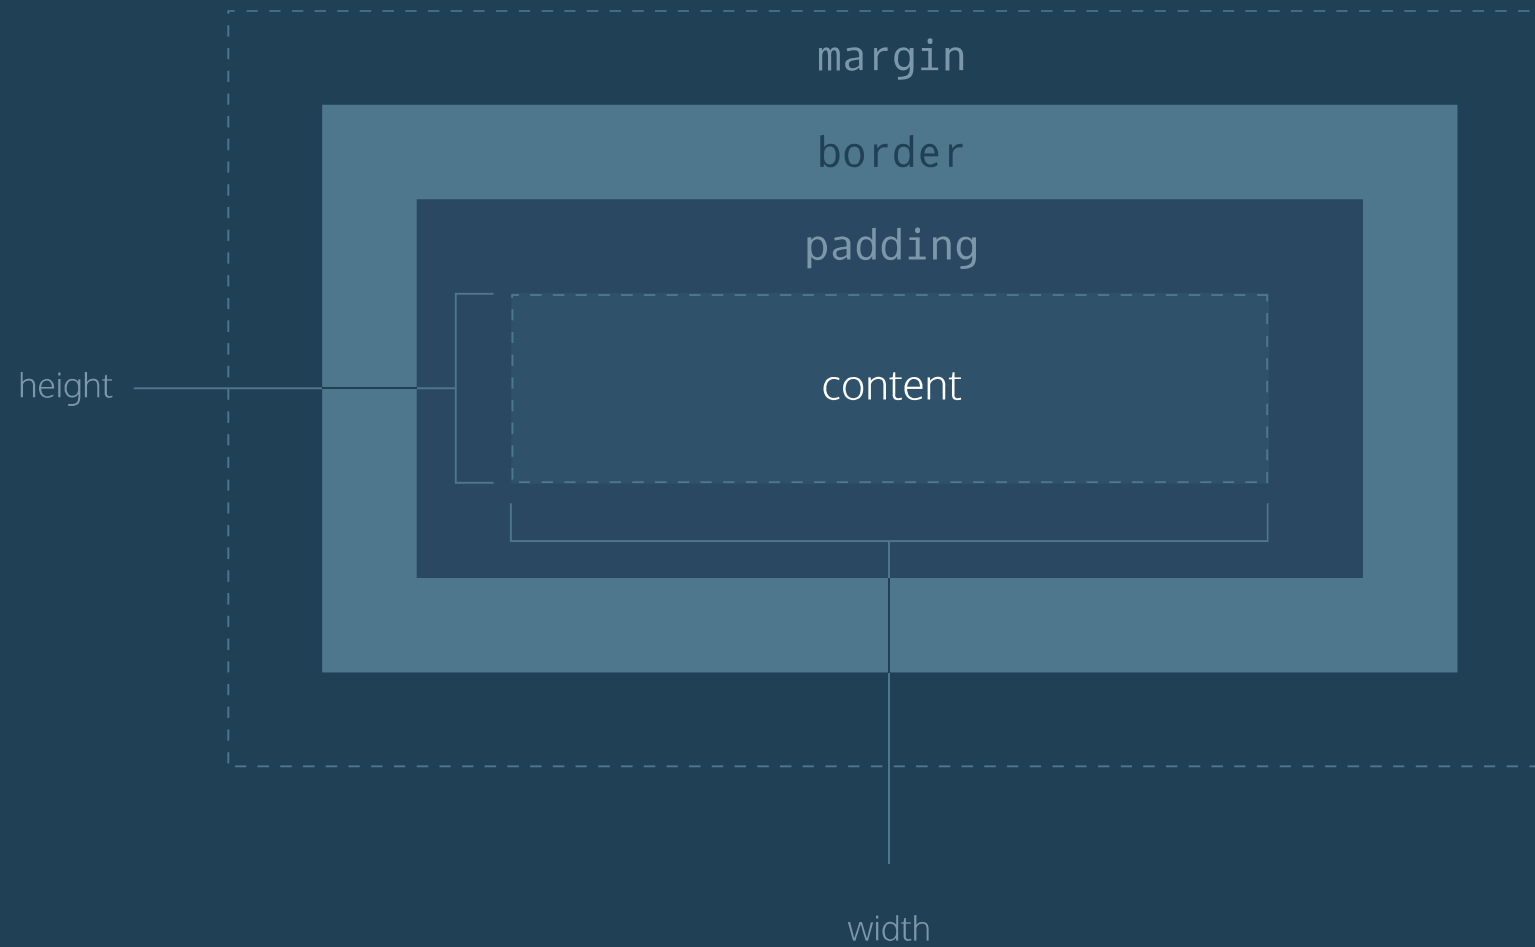 margin
border
padding
height
content
width